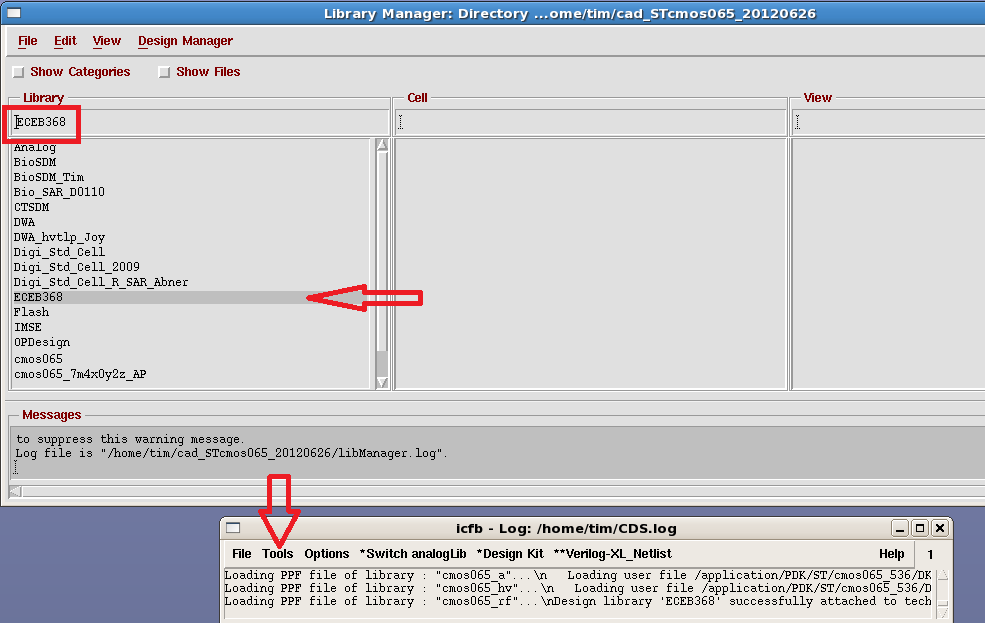 Library Manager: Directory ...ome/tim/cad_STcmos065_20120626
File Edit View Design Manager
Show Categories Show Files
Library Cell View
ECEB368
Analog
BioSDM
BioSDM_Tim
Bio_SAR_D0110
CTSDM
DWA
DWA_hvtlp_Joy
Digi_Std_Cell
Digi_Std_Cell_2009
Digi_Std_Cell_R_SAR_Abner
ECEB368
Flash
IMSE
OPDesign
cmos065
cmos065_7m4x0y2z_AP
Messages
to suppress this warning message.
Log file is "/home/tim/cad_STcmos065_20120626/libManager.log".
icfb - Log: /home/tim/CDS.log
File Tools Options *Switch analogLib *Design Kit **Verilog-XL_Netlist Help 1
Loading PPF file of library : "cmos065_a"...\n Loading user file /application/PDK/ST/cmos065_536/DK
Loading PPF file of library : "cmos065_hv"...\n Loading user file /application/PDK/ST/cmos065_536/D
Loading PPF file of library : "cmos065_rf"...\nDesign library 'ECEB368' successfully attached to tech